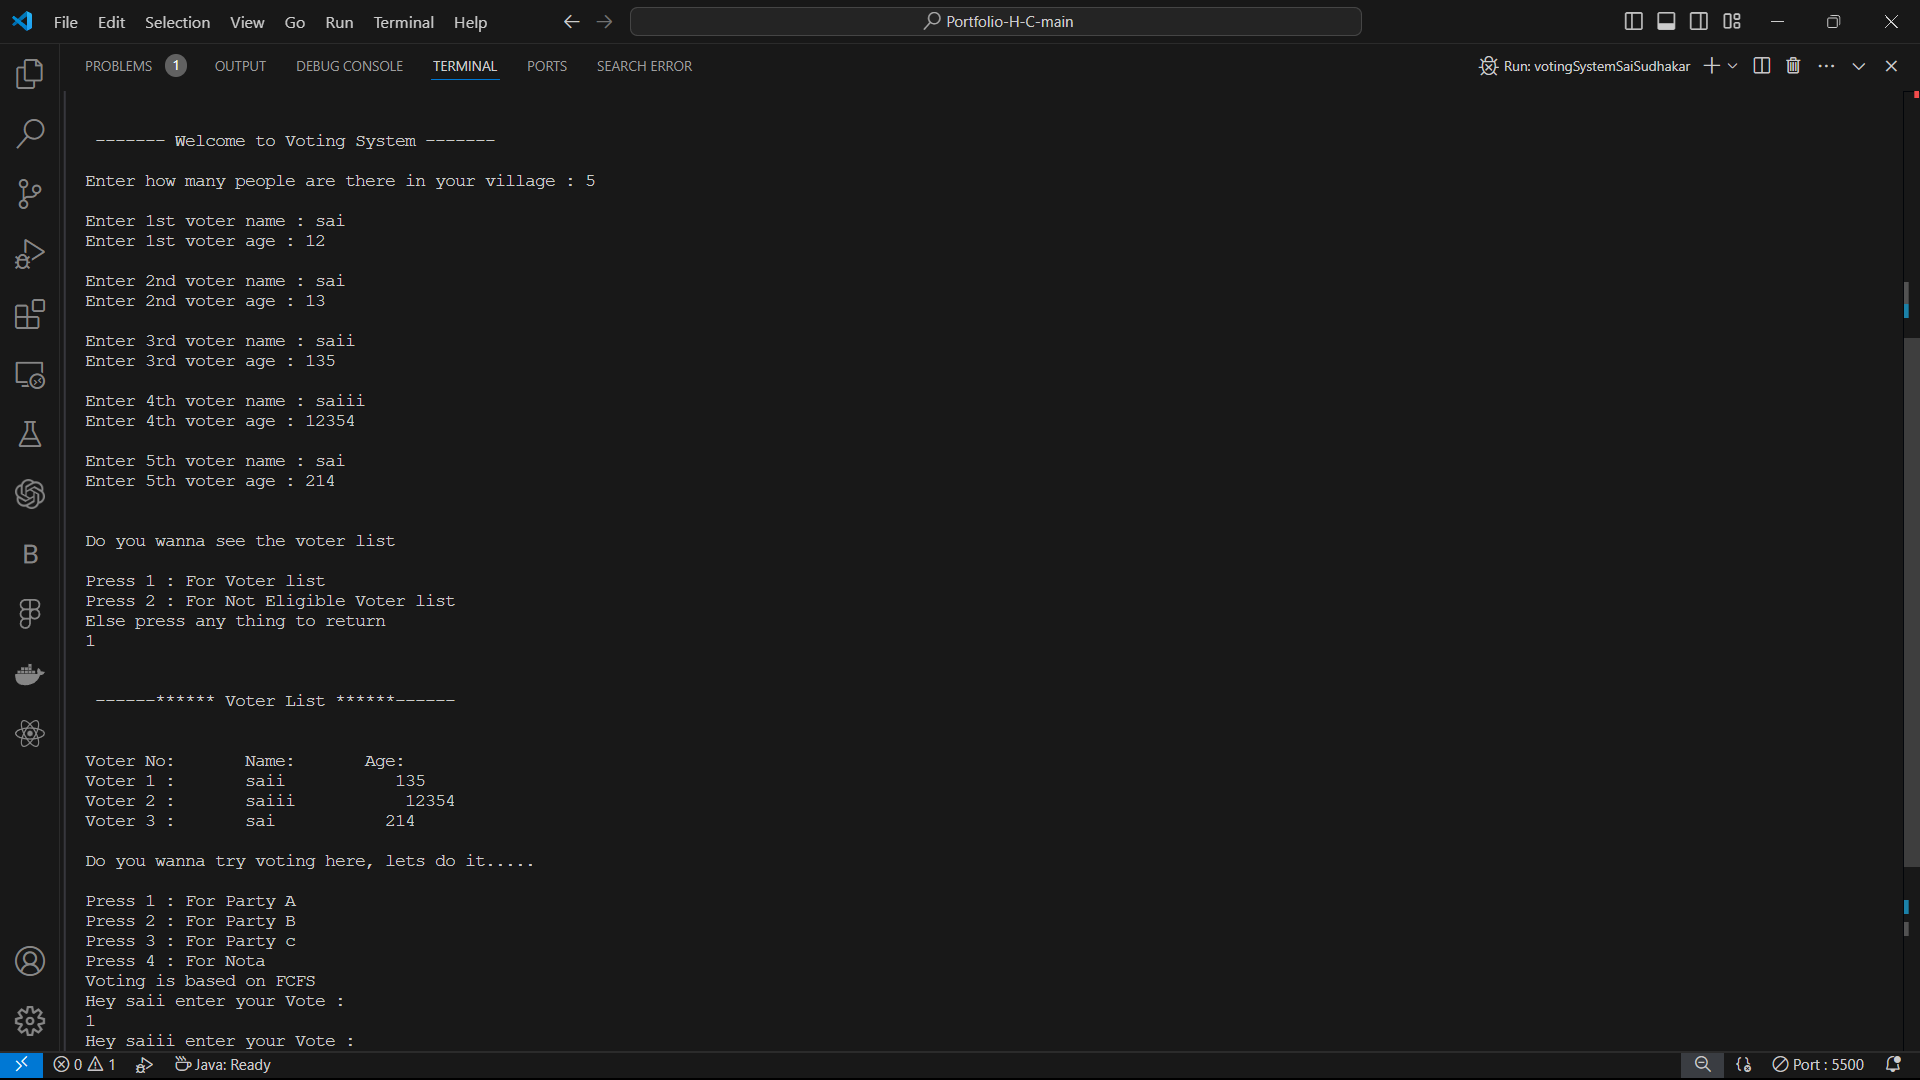 File Edit Selection View Go Run Terminal Help
Portfolio-H-C-main
PROBLEMS 1 OUTPUT DEBUG CONSOLE TERMINAL PORTS SEARCH ERROR
Run: votingSystemSaiSudhakar
------- Welcome to Voting System -------
Enter how many people are there in your village : 5
Enter 1st voter name : sai
Enter 1st voter age : 12
Enter 2nd voter name : sai
Enter 2nd voter age : 13
Enter 3rd voter name : saii
Enter 3rd voter age : 135
Enter 4th voter name : saiii
Enter 4th voter age : 12354
Enter 5th voter name : sai
Enter 5th voter age : 214
Do you wanna see the voter list
Press 1 : For Voter list
Press 2 : For Not Eligible Voter list
Else press any thing to return
1
------****** Voter List ******------
Voter No: Name: Age:
Voter 1 : saii 135
Voter 2 : saiii 12354
Voter 3 : sai 214
Do you wanna try voting here, lets do it.....
Press 1 : For Party A
Press 2 : For Party B
Press 3 : For Party c
Press 4 : For Nota
Voting is based on FCFS
Hey saii enter your Vote :
1
Hey saiii enter your Vote :
B
0 1 Java: Ready
Port : 5500